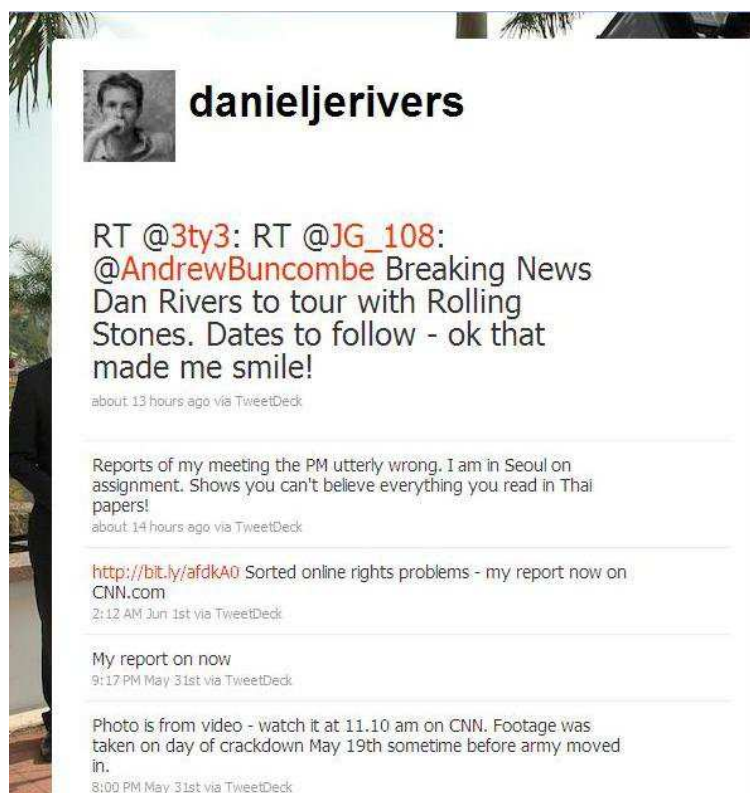 danieljerivers
RT @3ty3: RT @JG_108:
@AndrewBuncombe Breaking News
Dan Rivers to tour with Rolling
Stones. Dates to follow - ok that
made me smile!
about 13 hours ago via TweetDeck
Reports of my meeting the PM utterly wrong. I am in Seoul on
assignment. Shows you can't believe everything you read in Thai
papers!
about 14 hours ago via TweetDeck
http://bit.ly/afdkA0 Sorted online rights problems - my report now on
CNN.com
2:12 AM Jun 1st via TweetDeck
My report on now
9:17 PM May 31st via TweetDeck
Photo is from video - watch it at 11.10 am on CNN. Footage was
taken on day of crackdown May 19th sometime before army moved
in.
8:00 PM May 31st via TweetDeck